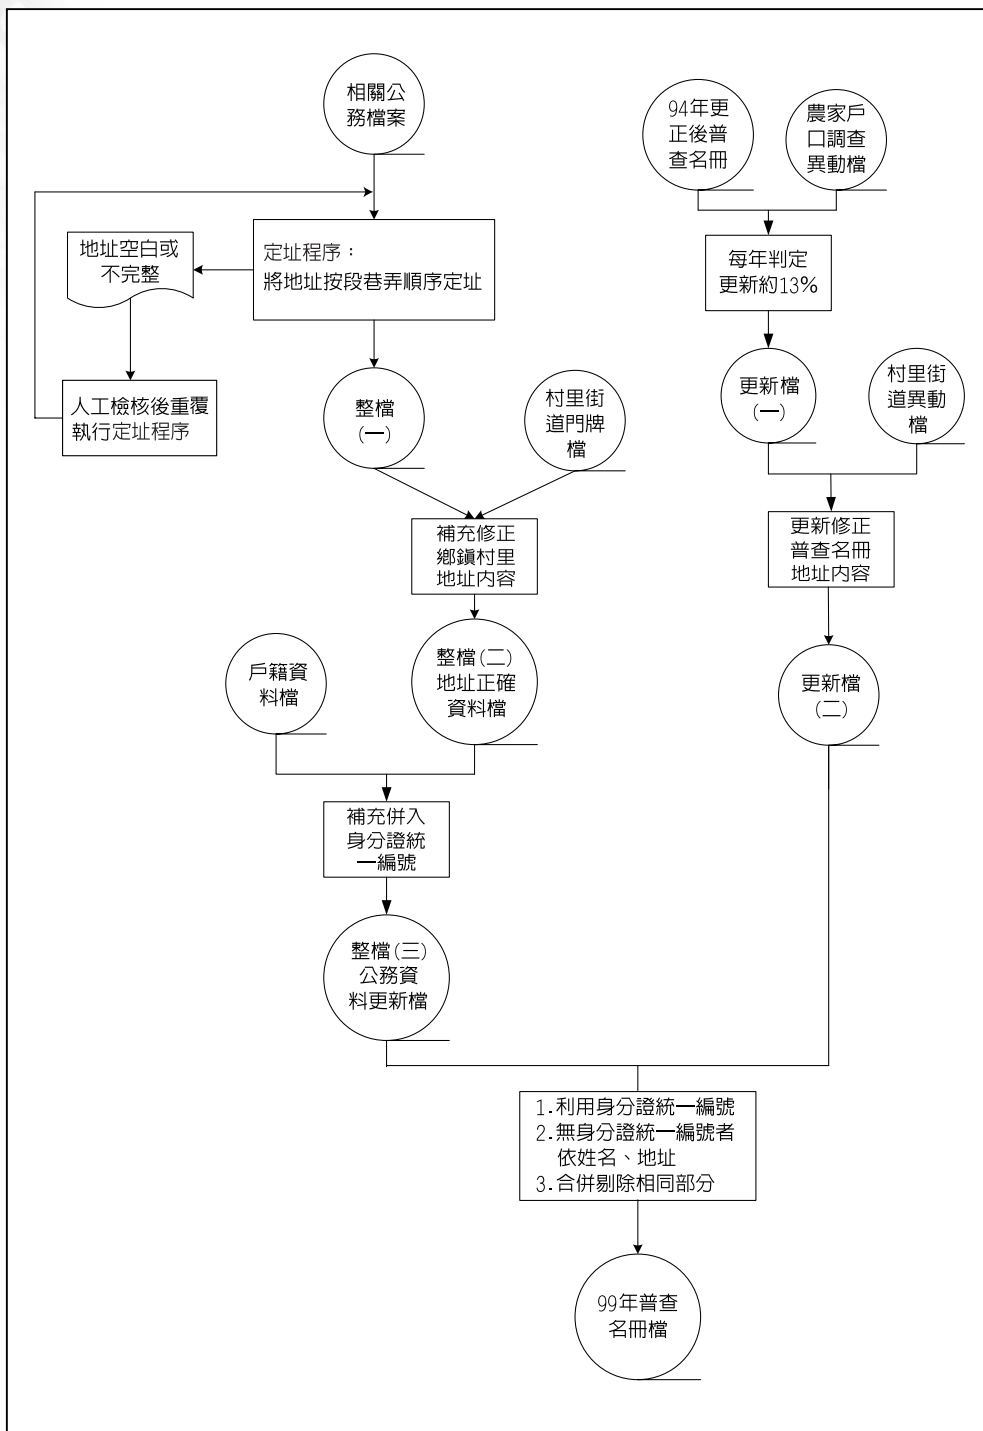 相關公
務檔案
94年更
正後普
查名冊
農家戶
口調查
異動檔
地址空白或
不完整
定址程序：
將地址按段巷弄順序定址
每年判定
更新約13%
人工檢核後重覆
執行定址程序
整檔
(一)
村里街
道門牌
檔
更新檔
(一)
村里街
道異動
檔
補充修正
鄉鎮村里
地址內容
更新修正
普查名冊
地址內容
戶籍資
料檔
整檔(二)
地址正確
資料檔
更新檔
(二)
補充併入
身分證統
一編號
整檔(三)
公務資
料更新檔
1.利用身分證統一編號
2.無身分證統一編號者
依姓名、地址
3.合併剔除相同部分
99年普查
名冊檔